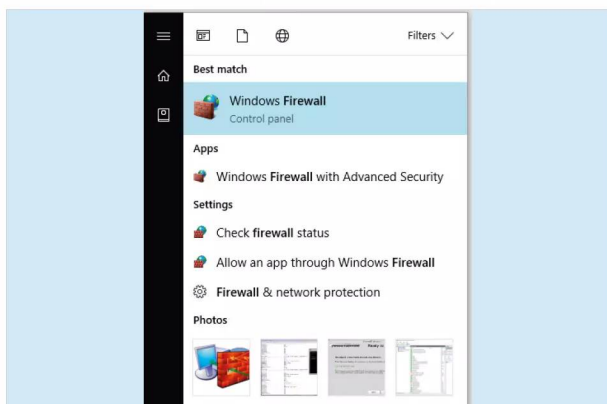 Filters
Best match
Windows Firewall
Control panel
Apps
Windows Firewall with Advanced Security
Settings
Check firewall status
Allow an app through Windows Firewall
Firewall & network protection
Photos